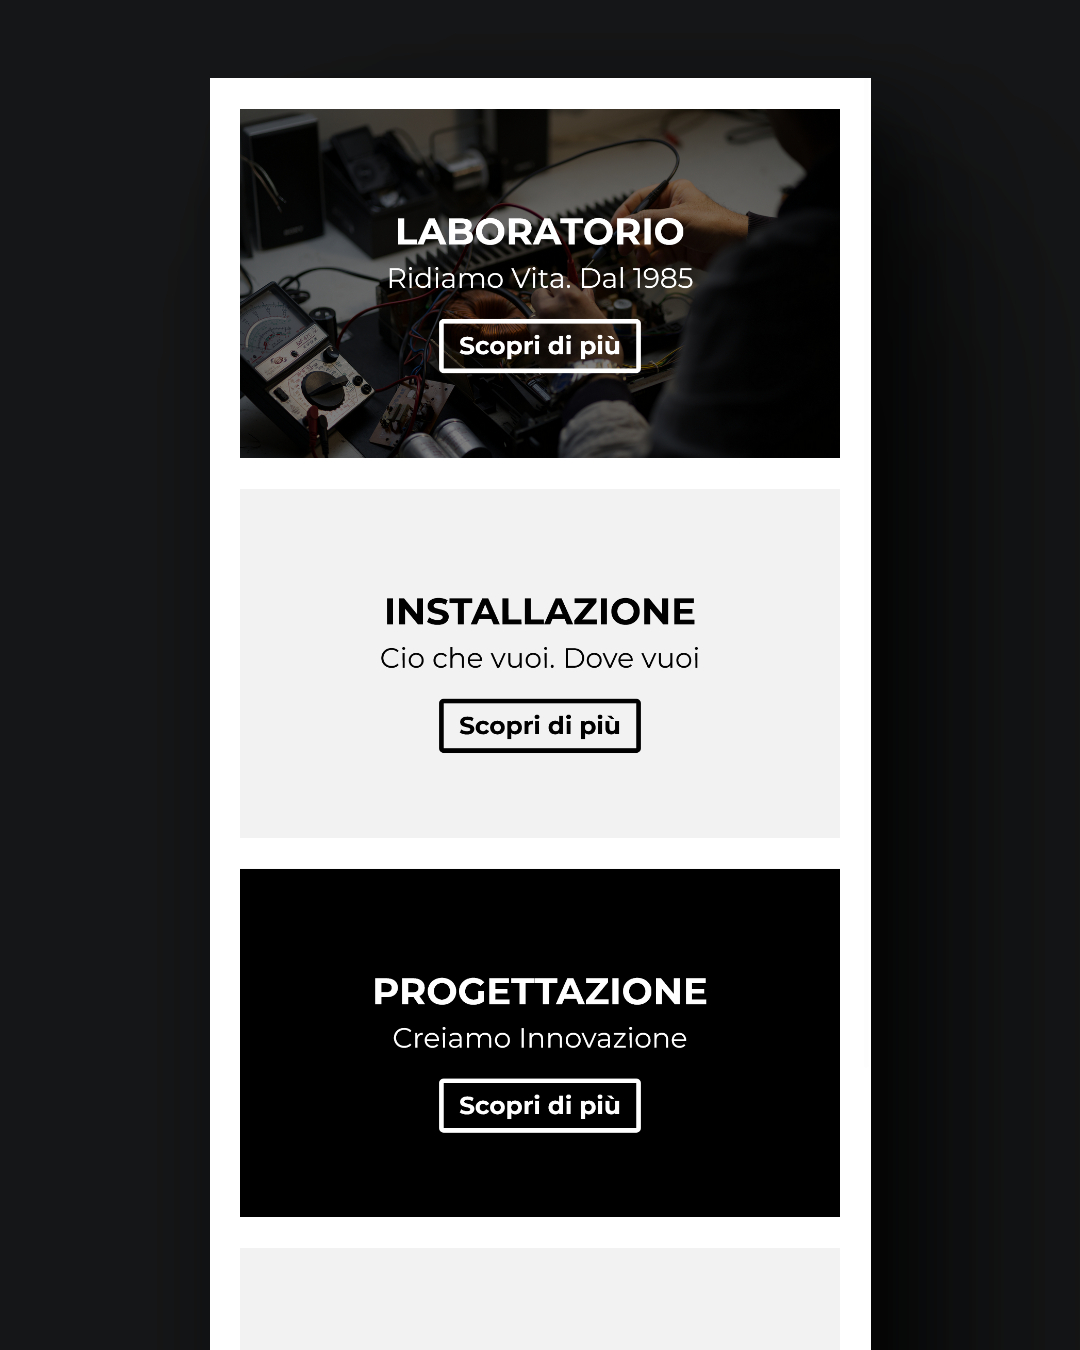 LABORATORIO
Ridiamo Vita. Dal 1985
Scopri di più
INSTALLAZIONE
Cio che vuoi. Dove vuoi
Scopri di più
PROGETTAZIONE
Creiamo Innovazione
Scopri di più